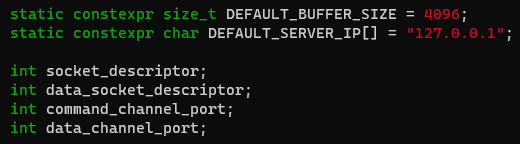 static constexpr size_t DEFAULT_BUFFER_SIZE = 4096;
static constexpr char DEFAULT_SERVER_IP[] = "127.0.0.1";
int socket_descriptor;
int data_socket_descriptor;
int command_channel_port;
int data_channel_port;